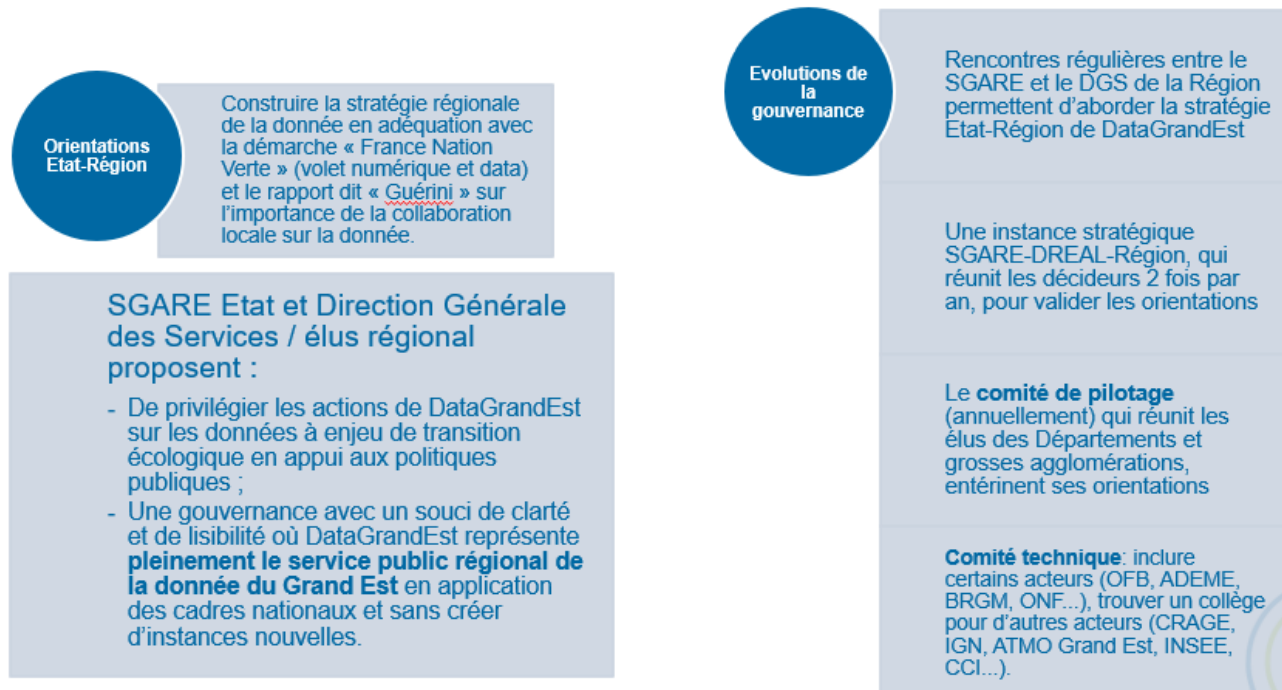 Orientations
Etat-Région
Construire la stratégie régionale
de la donnée en adéquation avec
la démarche « France Nation
Verte » (volet numérique et data)
et le rapport dit « Guérini » sur
l’importance de la collaboration
locale sur la donnée.
SGARE Etat et Direction Générale
des Services / élus régional
proposent :
- De privilégier les actions de DataGrandEst
sur les données à enjeu de transition
écologique en appui aux politiques
publiques ;
- Une gouvernance avec un souci de clarté
et de lisibilité où DataGrandEst représente
pleinement le service public régional de
la donnée du Grand Est en application
des cadres nationaux et sans créer
d’instances nouvelles.
Evolutions de
la
gouvernance
Rencontres régulières entre le
SGARE et le DGS de la Région
permettent d’aborder la stratégie
Etat-Région de DataGrandEst
Une instance stratégique
SGARE-DREAL-Région, qui
réunit les décideurs 2 fois par
an, pour valider les orientations
Le comité de pilotage
(annuellement) qui réunit les
élus des Départements et
grosses agglomérations,
entérinent ses orientations
Comité technique: inclure
certains acteurs (OFB, ADEME,
BRGM, ONF...), trouver un collège
pour d’autres acteurs (CRAGE,
IGN, ATMO Grand Est, INSEE,
CCI...).